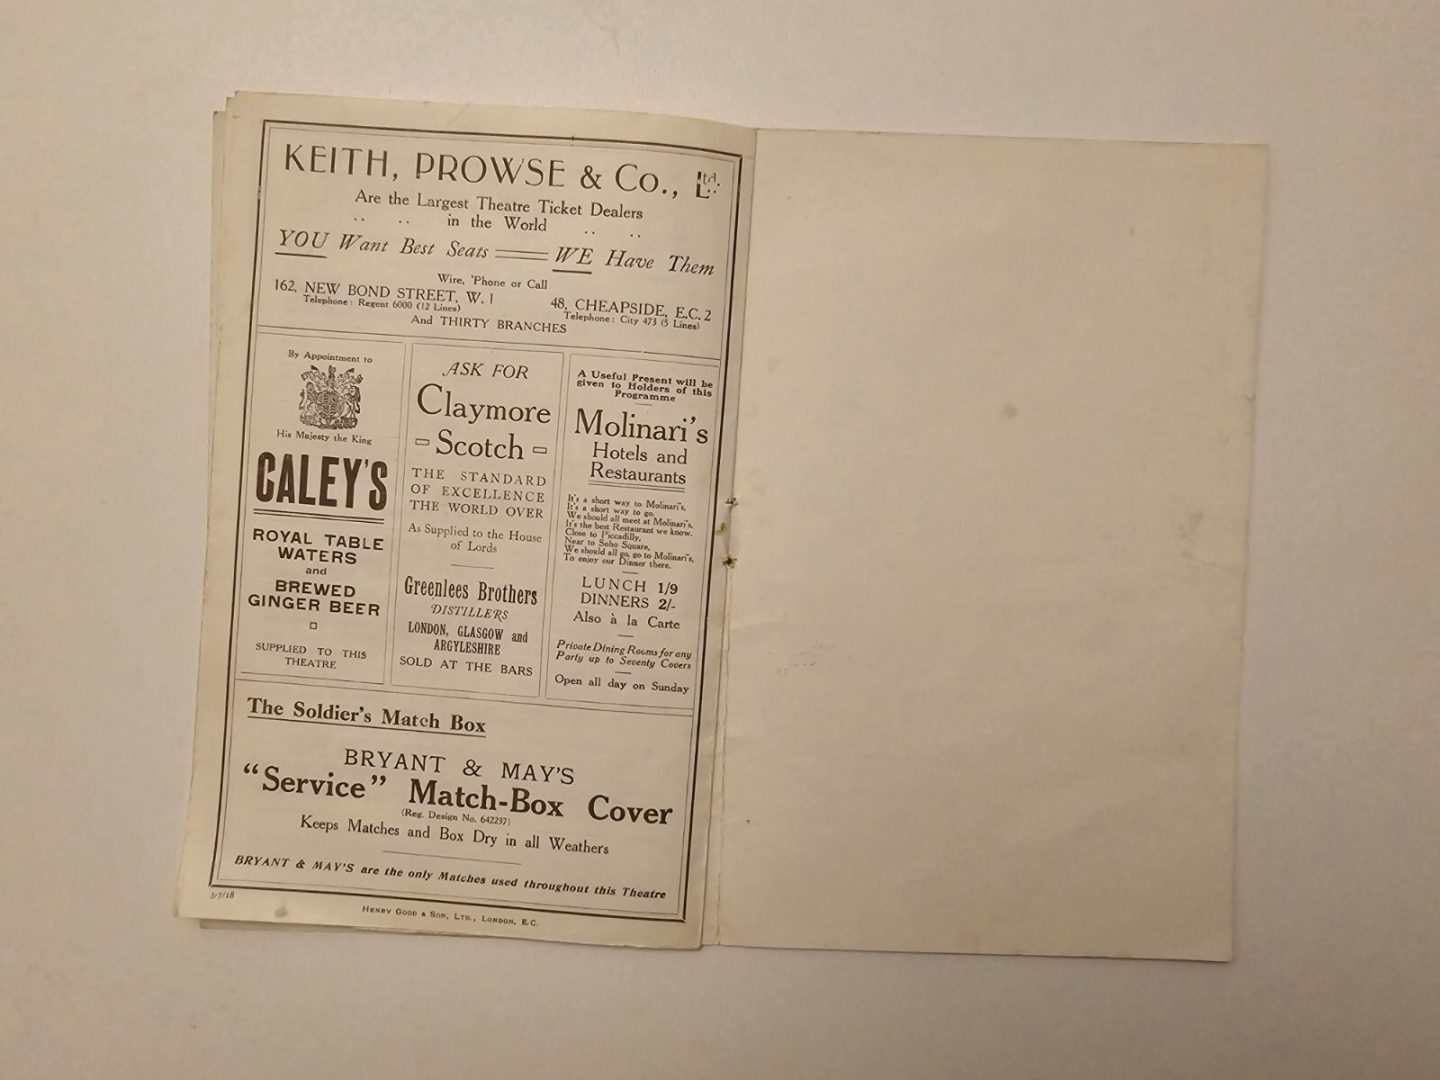 KEITH, PROWSE & CO., Ltd.
Are the Largest Theatre Ticket Dealers
.. .. in the World .. ..
YOU Want Best Seats WE Have Them
Wire, 'Phone or Call
162, NEW BOND STREET, W. 1
Telephone: Regent 6000 (12 Lines)
48, CHEAPSIDE, E.C. 2
Telephone: City 473 (5 Lines)
And THIRTY BRANCHES
By Appointment to
His Majesty the King
CALEY'S
ROYAL TABLE
WATERS
and
BREWED
GINGER BEER
SUPPLIED TO THIS
THEATRE
ASK FOR
Claymore
Scotch
THE STANDARD
OF EXCELLENCE
THE WORLD OVER
As Supplied to the House
of Lords
Greenlees Brothers
DISTILLERS
LONDON, GLASGOW and
ARGYLESHIRE
SOLD AT THE BARS
A Useful Present will be
given to Holders of this
Programme
Molinari's
Hotels and
Restaurants
It's a short way to Molinari's,
It's a short way to go.
We should all meet at Molinari's,
It's the best Restaurant we know.
Close to Piccadilly,
Near to Soho Square,
We should all go, go to Molinari's,
To enjoy our Dinner there.
LUNCH 1/9
DINNERS 2/-
Also à la Carte
Private Dining Rooms for any
Party up to Seventy Covers
Open all day on Sunday
The Soldier's Match Box
BRYANT & MAY'S
"Service" Match-Box Cover
(Reg. Design No. 642237)
Keeps Matches and Box Dry in all Weathers
BRYANT & MAY'S are the only Matches used throughout this Theatre
3/7/18
HENRY GOOD & SON, LTD., LONDON, E.C.